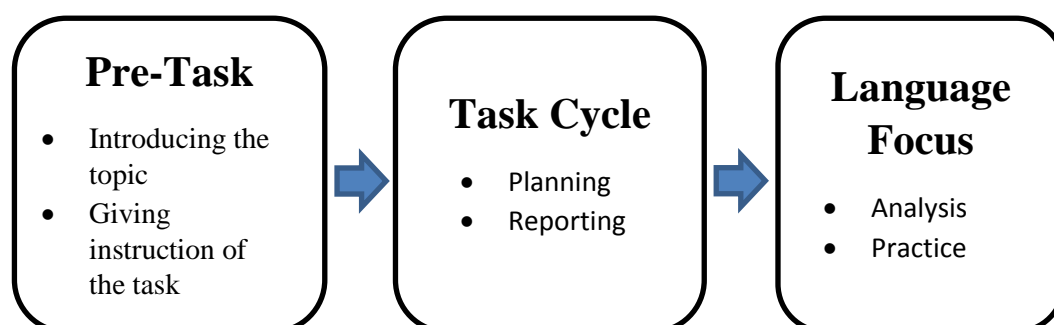 Pre-Task
• Introducing the
topic
• Giving
instruction of
the task
Task Cycle
• Planning
• Reporting
Language
Focus
• Analysis
• Practice